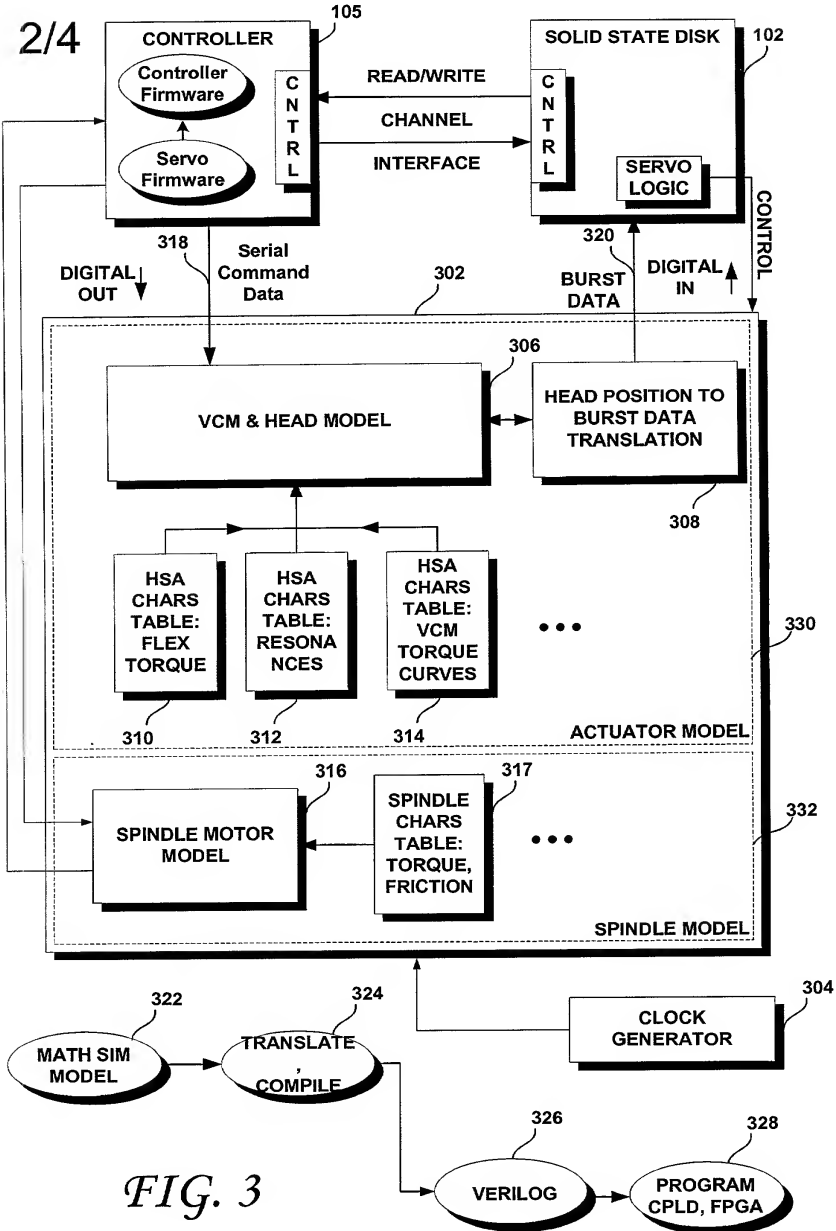 2/4
CONTROLLER
105
Controller
Firmware
Servo
Firmware
C
N
T
R
L
READ/WRITE
CHANNEL
INTERFACE
SOLID STATE DISK
102
C
N
T
R
L
SERVO
LOGIC
CONTROL
318
Serial
Command
Data
DIGITAL
OUT
320
BURST
DATA
DIGITAL
IN
302
306
VCM & HEAD MODEL
HEAD POSITION TO
BURST DATA
TRANSLATION
308
HSA
CHARS
TABLE:
FLEX
TORQUE
310
HSA
CHARS
TABLE:
RESONA
NCES
312
HSA
CHARS
TABLE:
VCM
TORQUE
CURVES
314
330
ACTUATOR MODEL
316
SPINDLE MOTOR
MODEL
317
SPINDLE
CHARS
TABLE:
TORQUE,
FRICTION
332
SPINDLE MODEL
304
CLOCK
GENERATOR
322
MATH SIM
MODEL
324
TRANSLATE
,
COMPILE
326
VERILOG
328
PROGRAM
CPLD, FPGA
FIG. 3